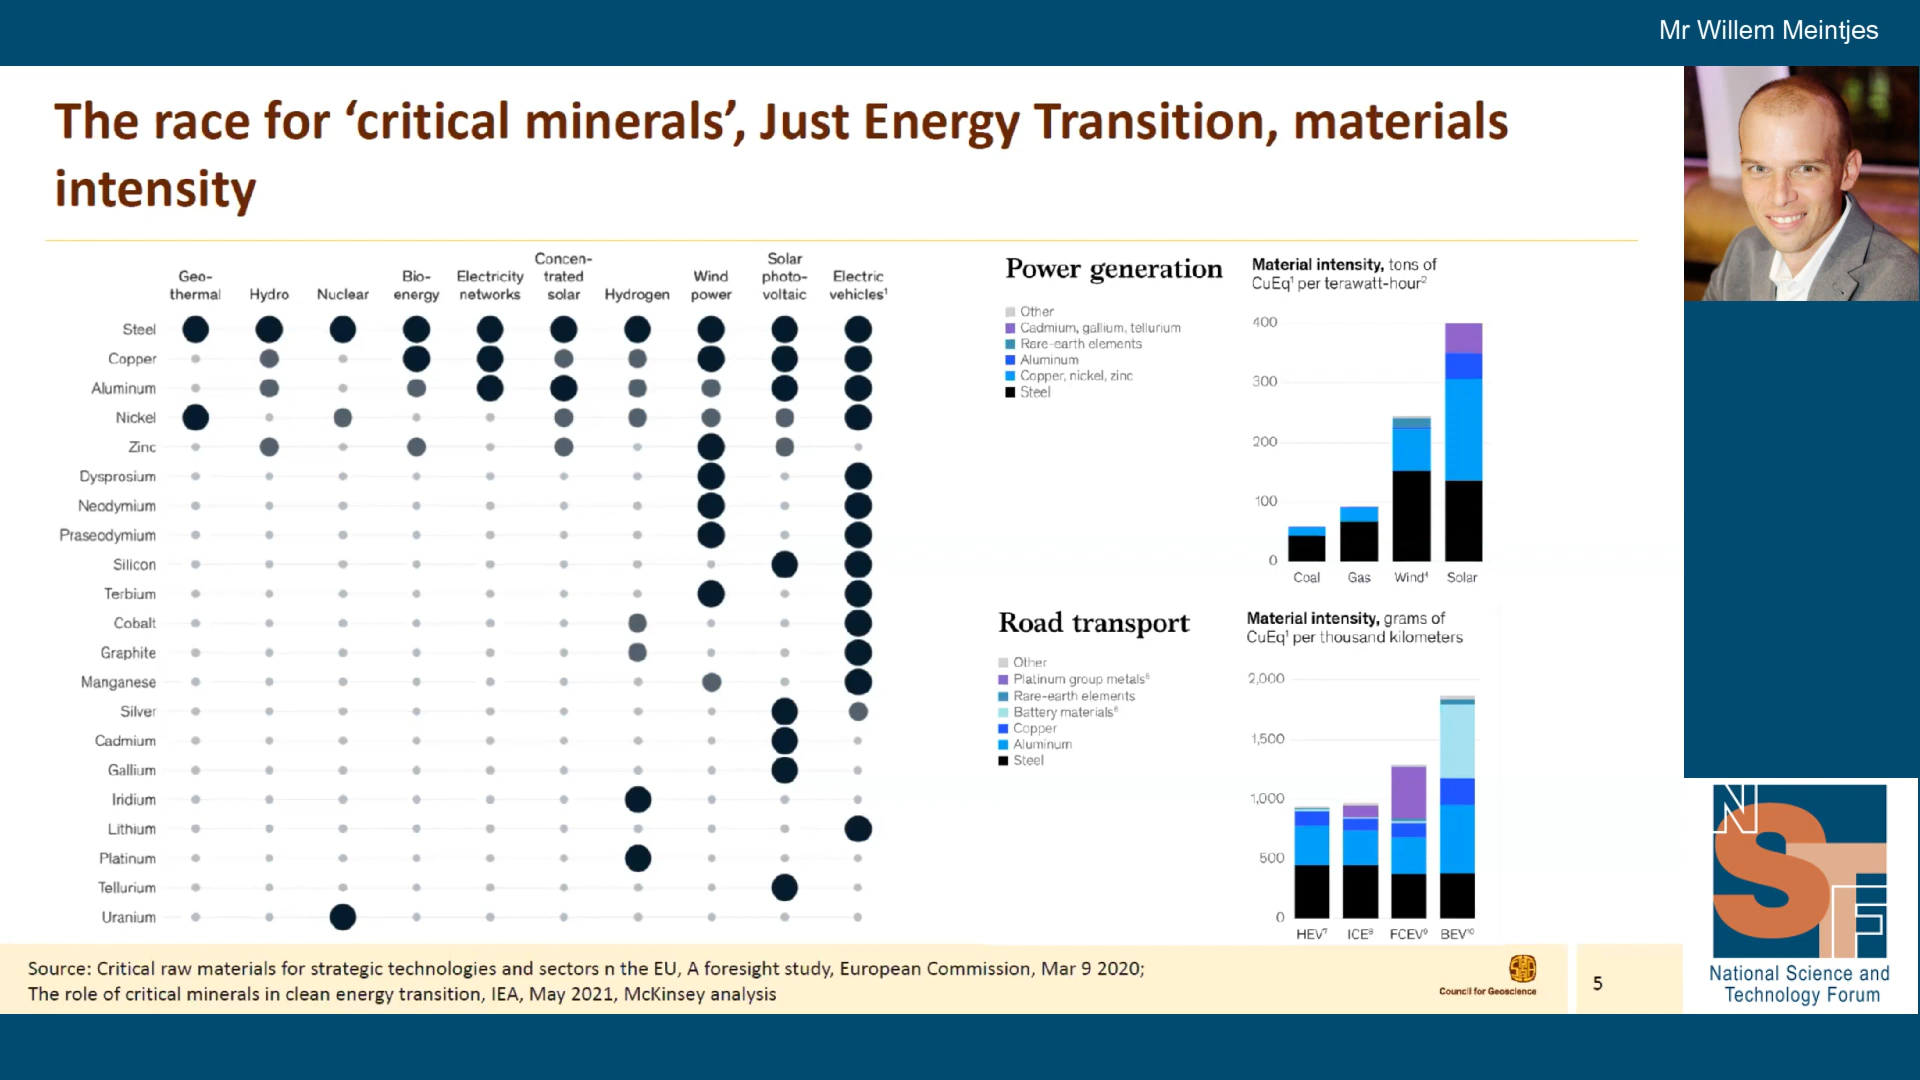 Mr Willem Meintjes
The race for ‘critical minerals’, Just Energy Transition, materials
intensity
Geo-
thermal
Hydro
Nuclear
Bio-
energy
Electricity
networks
Concen-
trated
solar
Hydrogen
Wind
power
Solar
photo-
voltaic
Electric
vehicles¹
Steel
Copper
Aluminum
Nickel
Zinc
Dysprosium
Neodymium
Praseodymium
Silicon
Terbium
Cobalt
Graphite
Manganese
Silver
Cadmium
Gallium
Iridium
Lithium
Platinum
Tellurium
Uranium
Power generation
Other
Cadmium, gallium, tellurium
Rare-earth elements
Aluminum
Copper, nickel, zinc
Steel
Material intensity, tons of
CuEq¹ per terawatt-hour²
400
300
200
100
0
Coal Gas Wind⁴ Solar
Road transport
Other
Platinum group metals⁶
Rare-earth elements
Battery materials⁶
Copper
Aluminum
Steel
Material intensity, grams of
CuEq¹ per thousand kilometers
2,000
1,500
1,000
500
0
HEV⁷ ICE⁸ FCEV⁹ BEV¹⁰
Source: Critical raw materials for strategic technologies and sectors n the EU, A foresight study, European Commission, Mar 9 2020;
The role of critical minerals in clean energy transition, IEA, May 2021, McKinsey analysis
Council for Geoscience
5
NSTF
National Science and
Technology Forum